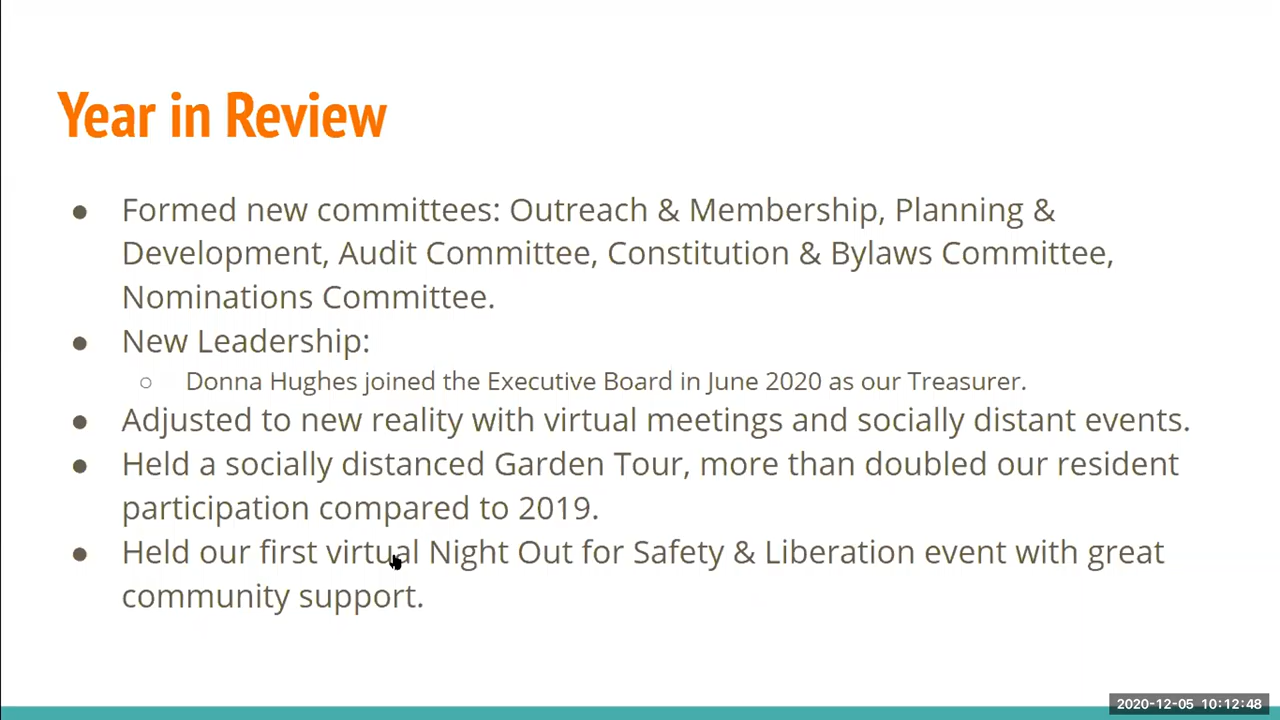 Year in Review
● Formed new committees: Outreach & Membership, Planning &
Development, Audit Committee, Constitution & Bylaws Committee,
Nominations Committee.
● New Leadership:
○ Donna Hughes joined the Executive Board in June 2020 as our Treasurer.
● Adjusted to new reality with virtual meetings and socially distant events.
● Held a socially distanced Garden Tour, more than doubled our resident
participation compared to 2019.
● Held our first virtual Night Out for Safety & Liberation event with great
community support.
2020-12-05 10:12:48